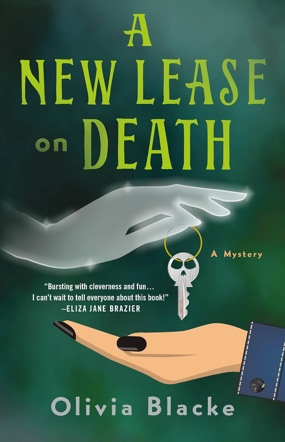 A
NEW LEASE
on DEATH
A Mystery
"Bursting with cleverness and fun...
I can't wait to tell everyone about this book!"
—ELIZA JANE BRAZIER
Olivia Blacke